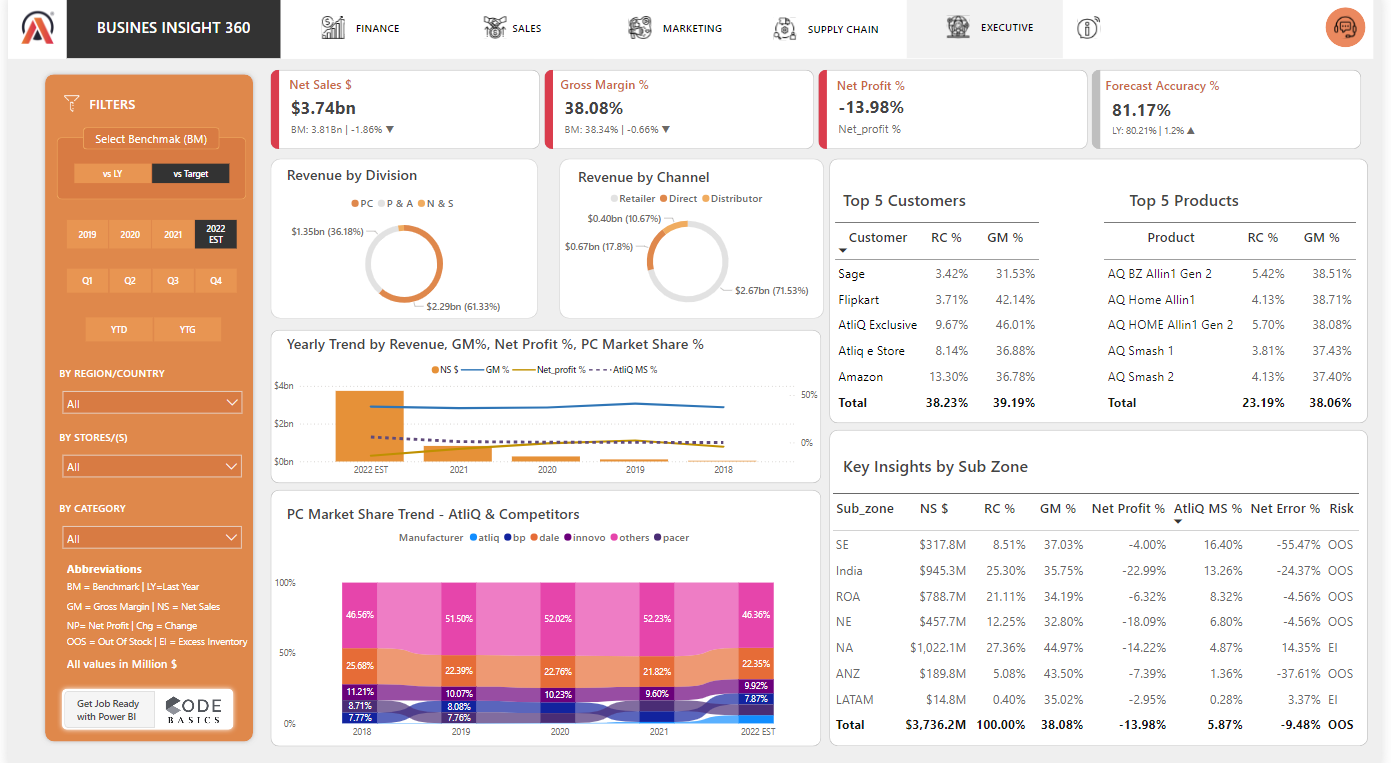 BUSINES INSIGHT 360
FINANCE
SALES
MARKETING
SUPPLY CHAIN
EXECUTIVE
FILTERS
Select Benchmak (BM)
vs LY vs Target
2019 2020 2021 2022 EST
Q1 Q2 Q3 Q4
YTD YTG
BY REGION/COUNTRY
All
BY STORES/(S)
All
BY CATEGORY
All
Abbreviations
BM = Benchmark | LY=Last Year
GM = Gross Margin | NS = Net Sales
NP= Net Profit | Chg = Change
OOS = Out Of Stock | EI = Excess Inventory
All values in Million $
Get Job Ready
with Power BI
CODE
BASICS
Net Sales $
$3.74bn
BM: 3.81Bn | -1.86% ▼
Gross Margin %
38.08%
BM: 38.34% | -0.66% ▼
Net Profit %
-13.98%
Net_profit %
Forecast Accuracy %
81.17%
LY: 80.21% | 1.2% ▲
Revenue by Division
PC P & A N & S
$1.35bn (36.18%)
$2.29bn (61.33%)
Revenue by Channel
Retailer Direct Distributor
$0.40bn (10.67%)
$0.67bn (17.8%)
$2.67bn (71.53%)
Top 5 Customers
Customer RC % GM %
Sage 3.42% 31.53%
Flipkart 3.71% 42.14%
AtliQ Exclusive 9.67% 46.01%
Atliq e Store 8.14% 36.88%
Amazon 13.30% 36.78%
Total 38.23% 39.19%
Top 5 Products
Product RC % GM %
AQ BZ Allin1 Gen 2 5.42% 38.51%
AQ Home Allin1 4.13% 38.71%
AQ HOME Allin1 Gen 2 5.70% 38.08%
AQ Smash 1 3.81% 37.43%
AQ Smash 2 4.13% 37.40%
Total 23.19% 38.06%
Yearly Trend by Revenue, GM%, Net Profit %, PC Market Share %
NS $ GM % Net_profit % AtliQ MS %
$4bn
$2bn
$0bn
50%
0%
2022 EST 2021 2020 2019 2018
PC Market Share Trend - AtliQ & Competitors
Manufacturer atliq bp dale innovo others pacer
100%
50%
0%
46.56% 51.50% 52.02% 52.23% 46.36%
25.68% 22.39% 22.76% 21.82% 22.35%
11.21% 10.07% 10.23% 9.60% 9.92%
8.71% 8.08% 7.87%
7.77% 7.76%
2018 2019 2020 2021 2022 EST
Key Insights by Sub Zone
Sub_zone NS $ RC % GM % Net Profit % AtliQ MS % Net Error % Risk
SE $317.8M 8.51% 37.03% -4.00% 16.40% -55.47% OOS
India $945.3M 25.30% 35.75% -22.99% 13.26% -24.37% OOS
ROA $788.7M 21.11% 34.19% -6.32% 8.32% -4.56% OOS
NE $457.7M 12.25% 32.80% -18.09% 6.80% -4.56% OOS
NA $1,022.1M 27.36% 44.97% -14.22% 4.87% 14.35% EI
ANZ $189.8M 5.08% 43.50% -7.39% 1.36% -37.61% OOS
LATAM $14.8M 0.40% 35.02% -2.95% 0.28% 3.37% EI
Total $3,736.2M 100.00% 38.08% -13.98% 5.87% -9.48% OOS